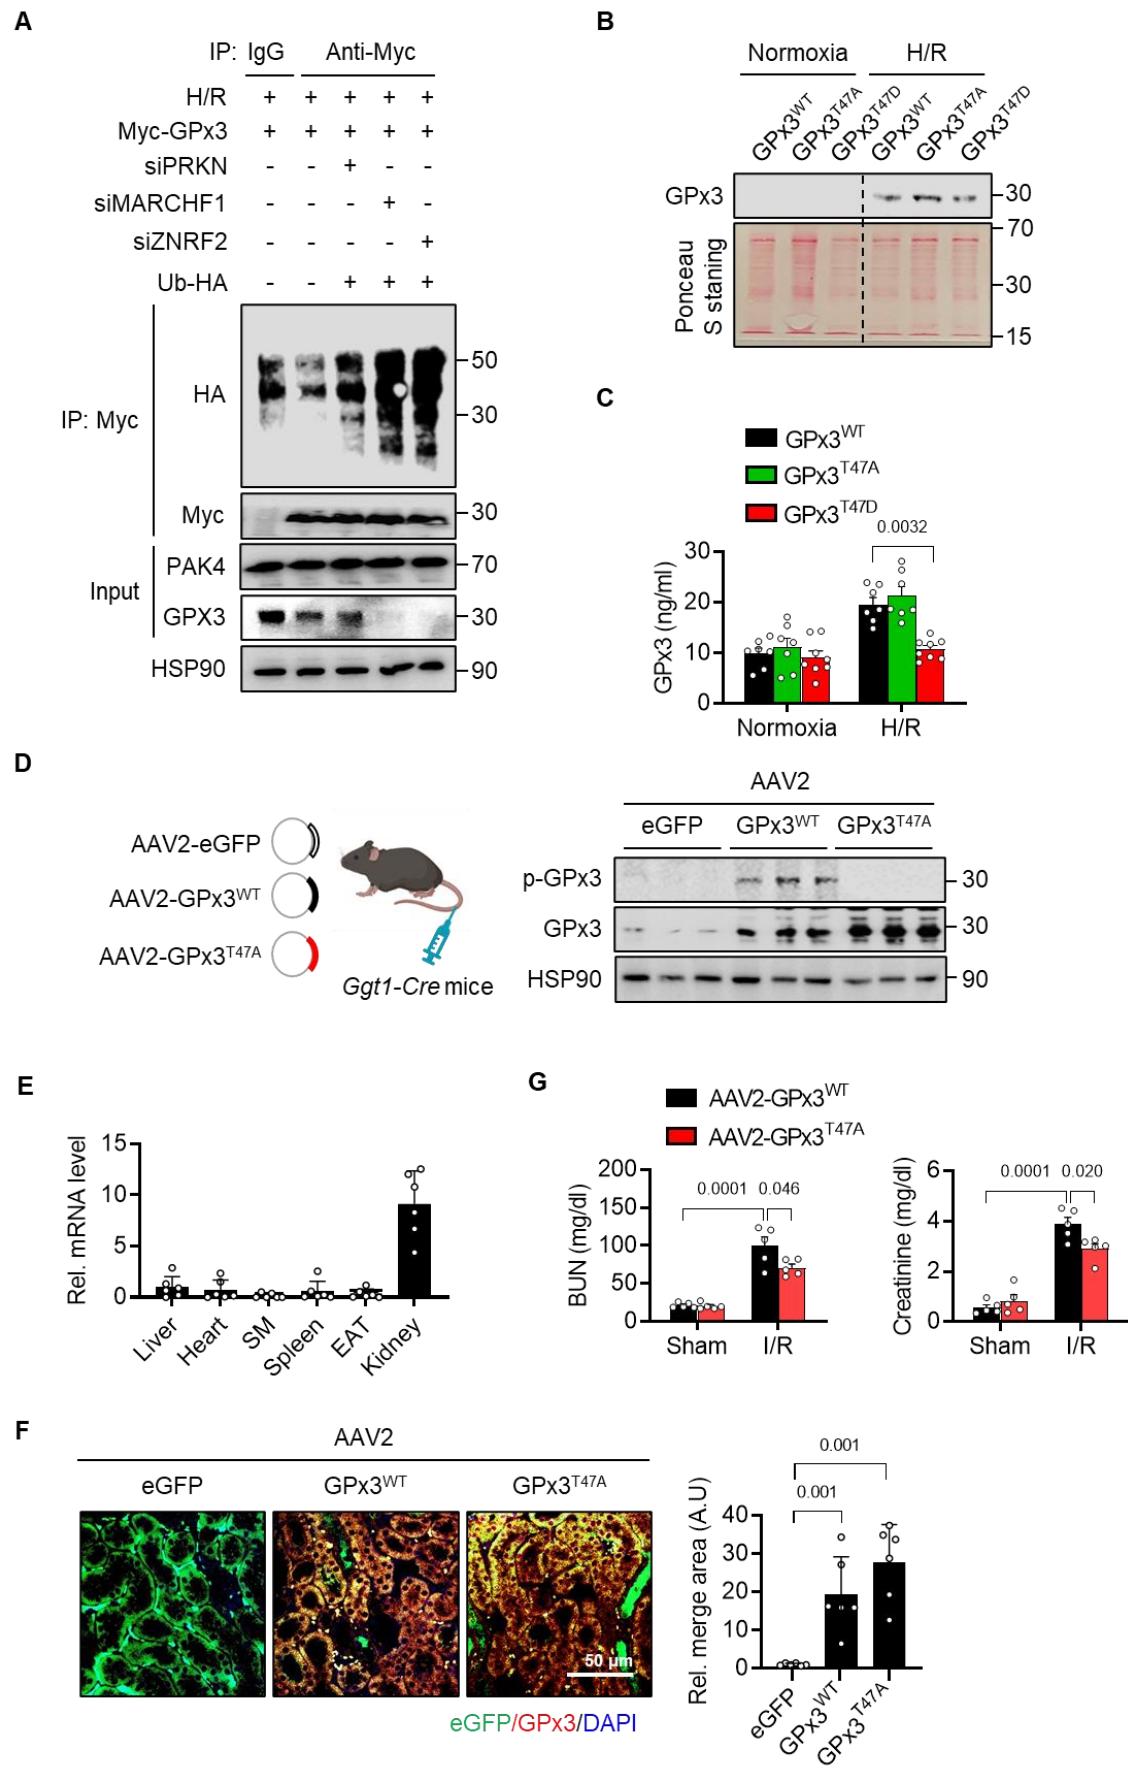 A
IP: IgG Anti-Myc
H/R + + + + +
Myc-GPx3 + + + + +
siPRKN - - + - -
siMARCHF1 - - - + -
siZNRF2 - - - - +
Ub-HA - - + + +
IP: Myc
HA
50
30
Myc
30
Input
PAK4
70
GPX3
30
HSP90
90
B
Normoxia H/R
GPx3WT GPx3T47A GPx3T47D GPx3WT GPx3T47A GPx3T47D
GPx3
30
Ponceau
S staning
70
30
15
C
GPx3WT
GPx3T47A
GPx3T47D
0.0032
GPx3 (ng/ml)
30
20
10
0
Normoxia H/R
D
AAV2-eGFP
AAV2-GPx3WT
AAV2-GPx3T47A
Ggt1-Cre mice
AAV2
eGFP GPx3WT GPx3T47A
p-GPx3
30
GPx3
30
HSP90
90
E
Rel. mRNA level
15
10
5
0
Liver Heart SM Spleen EAT Kidney
G
AAV2-GPx3WT
AAV2-GPx3T47A
BUN (mg/dl)
200
150
100
50
0
0.0001 0.046
Sham I/R
Creatinine (mg/dl)
6
4
2
0
0.0001 0.020
Sham I/R
F
AAV2
eGFP GPx3WT GPx3T47A
50 µm
eGFP/GPx3/DAPI
Rel. merge area (A.U)
40
30
20
10
0
0.001
0.001
eGFP GPx3WT GPx3T47A